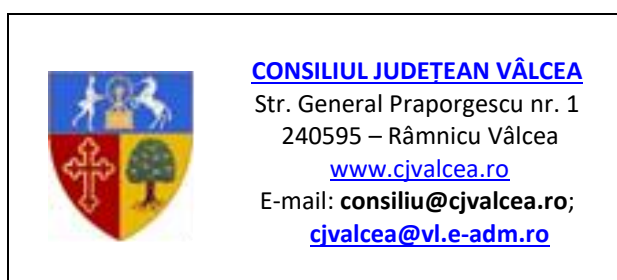 CONSILIUL JUDEȚEAN VÂLCEA
Str. General Praporgescu nr. 1
240595 – Râmnicu Vâlcea
www.cjvalcea.ro
E-mail: consiliu@cjvalcea.ro;
cjvalcea@vl.e-adm.ro